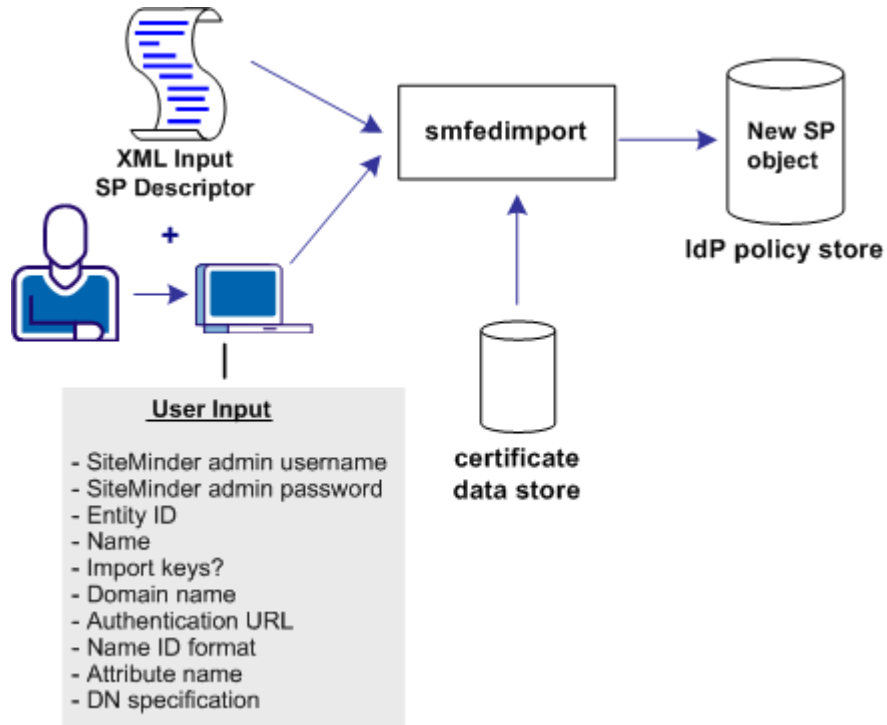 XML Input
SP Descriptor
+
smfedimport
New SP
object
IdP policy store
certificate
data store
User Input
- SiteMinder admin username
- SiteMinder admin password
- Entity ID
- Name
- Import keys?
- Domain name
- Authentication URL
- Name ID format
- Attribute name
- DN specification